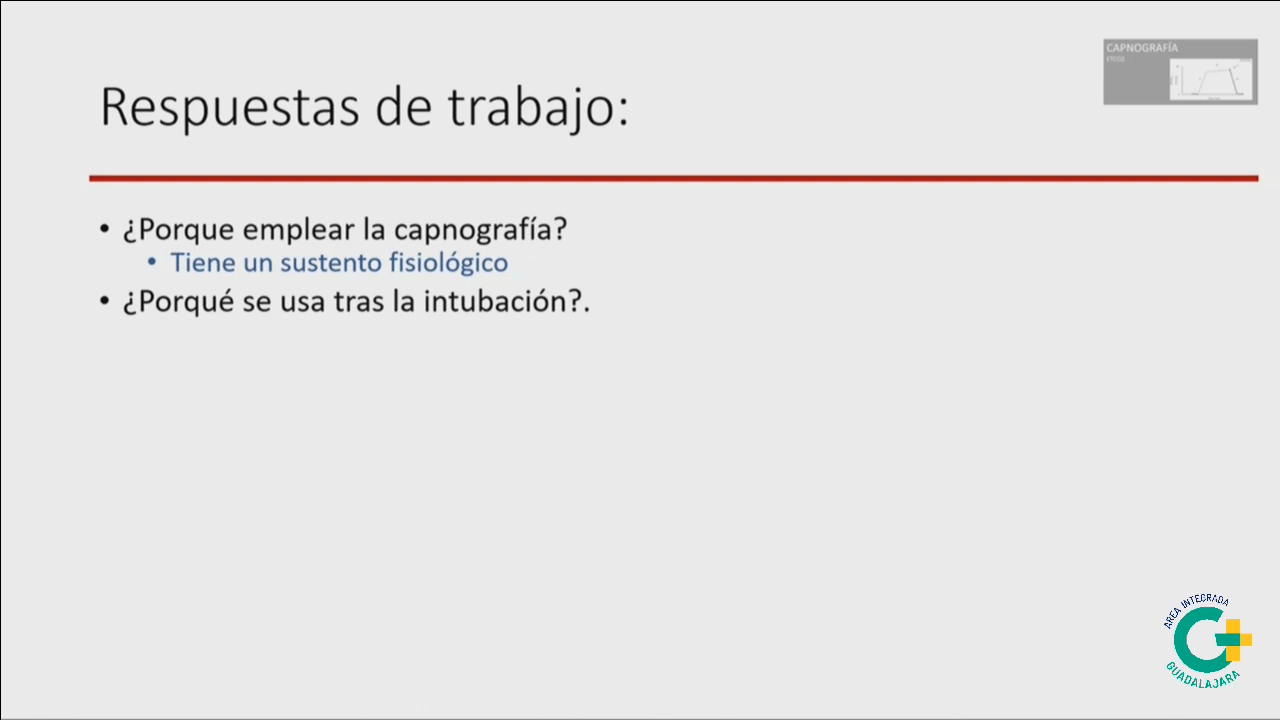 CAPNOGRAFÍA
ETCO2
Respuestas de trabajo:
• ¿Porque emplear la capnografía?
• Tiene un sustento fisiológico
• ¿Porqué se usa tras la intubación?.
AREA INTEGRADA
GUADALAJARA